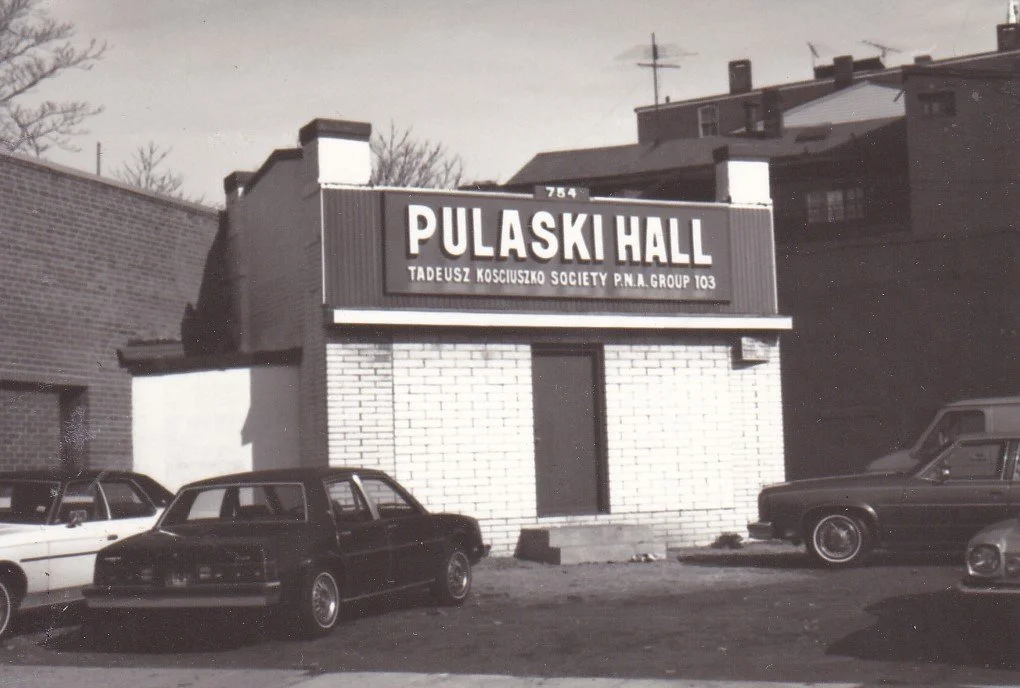 754
PULASKI HALL
TADEUSZ KOSCIUSZKO SOCIETY P.N.A. GROUP 103